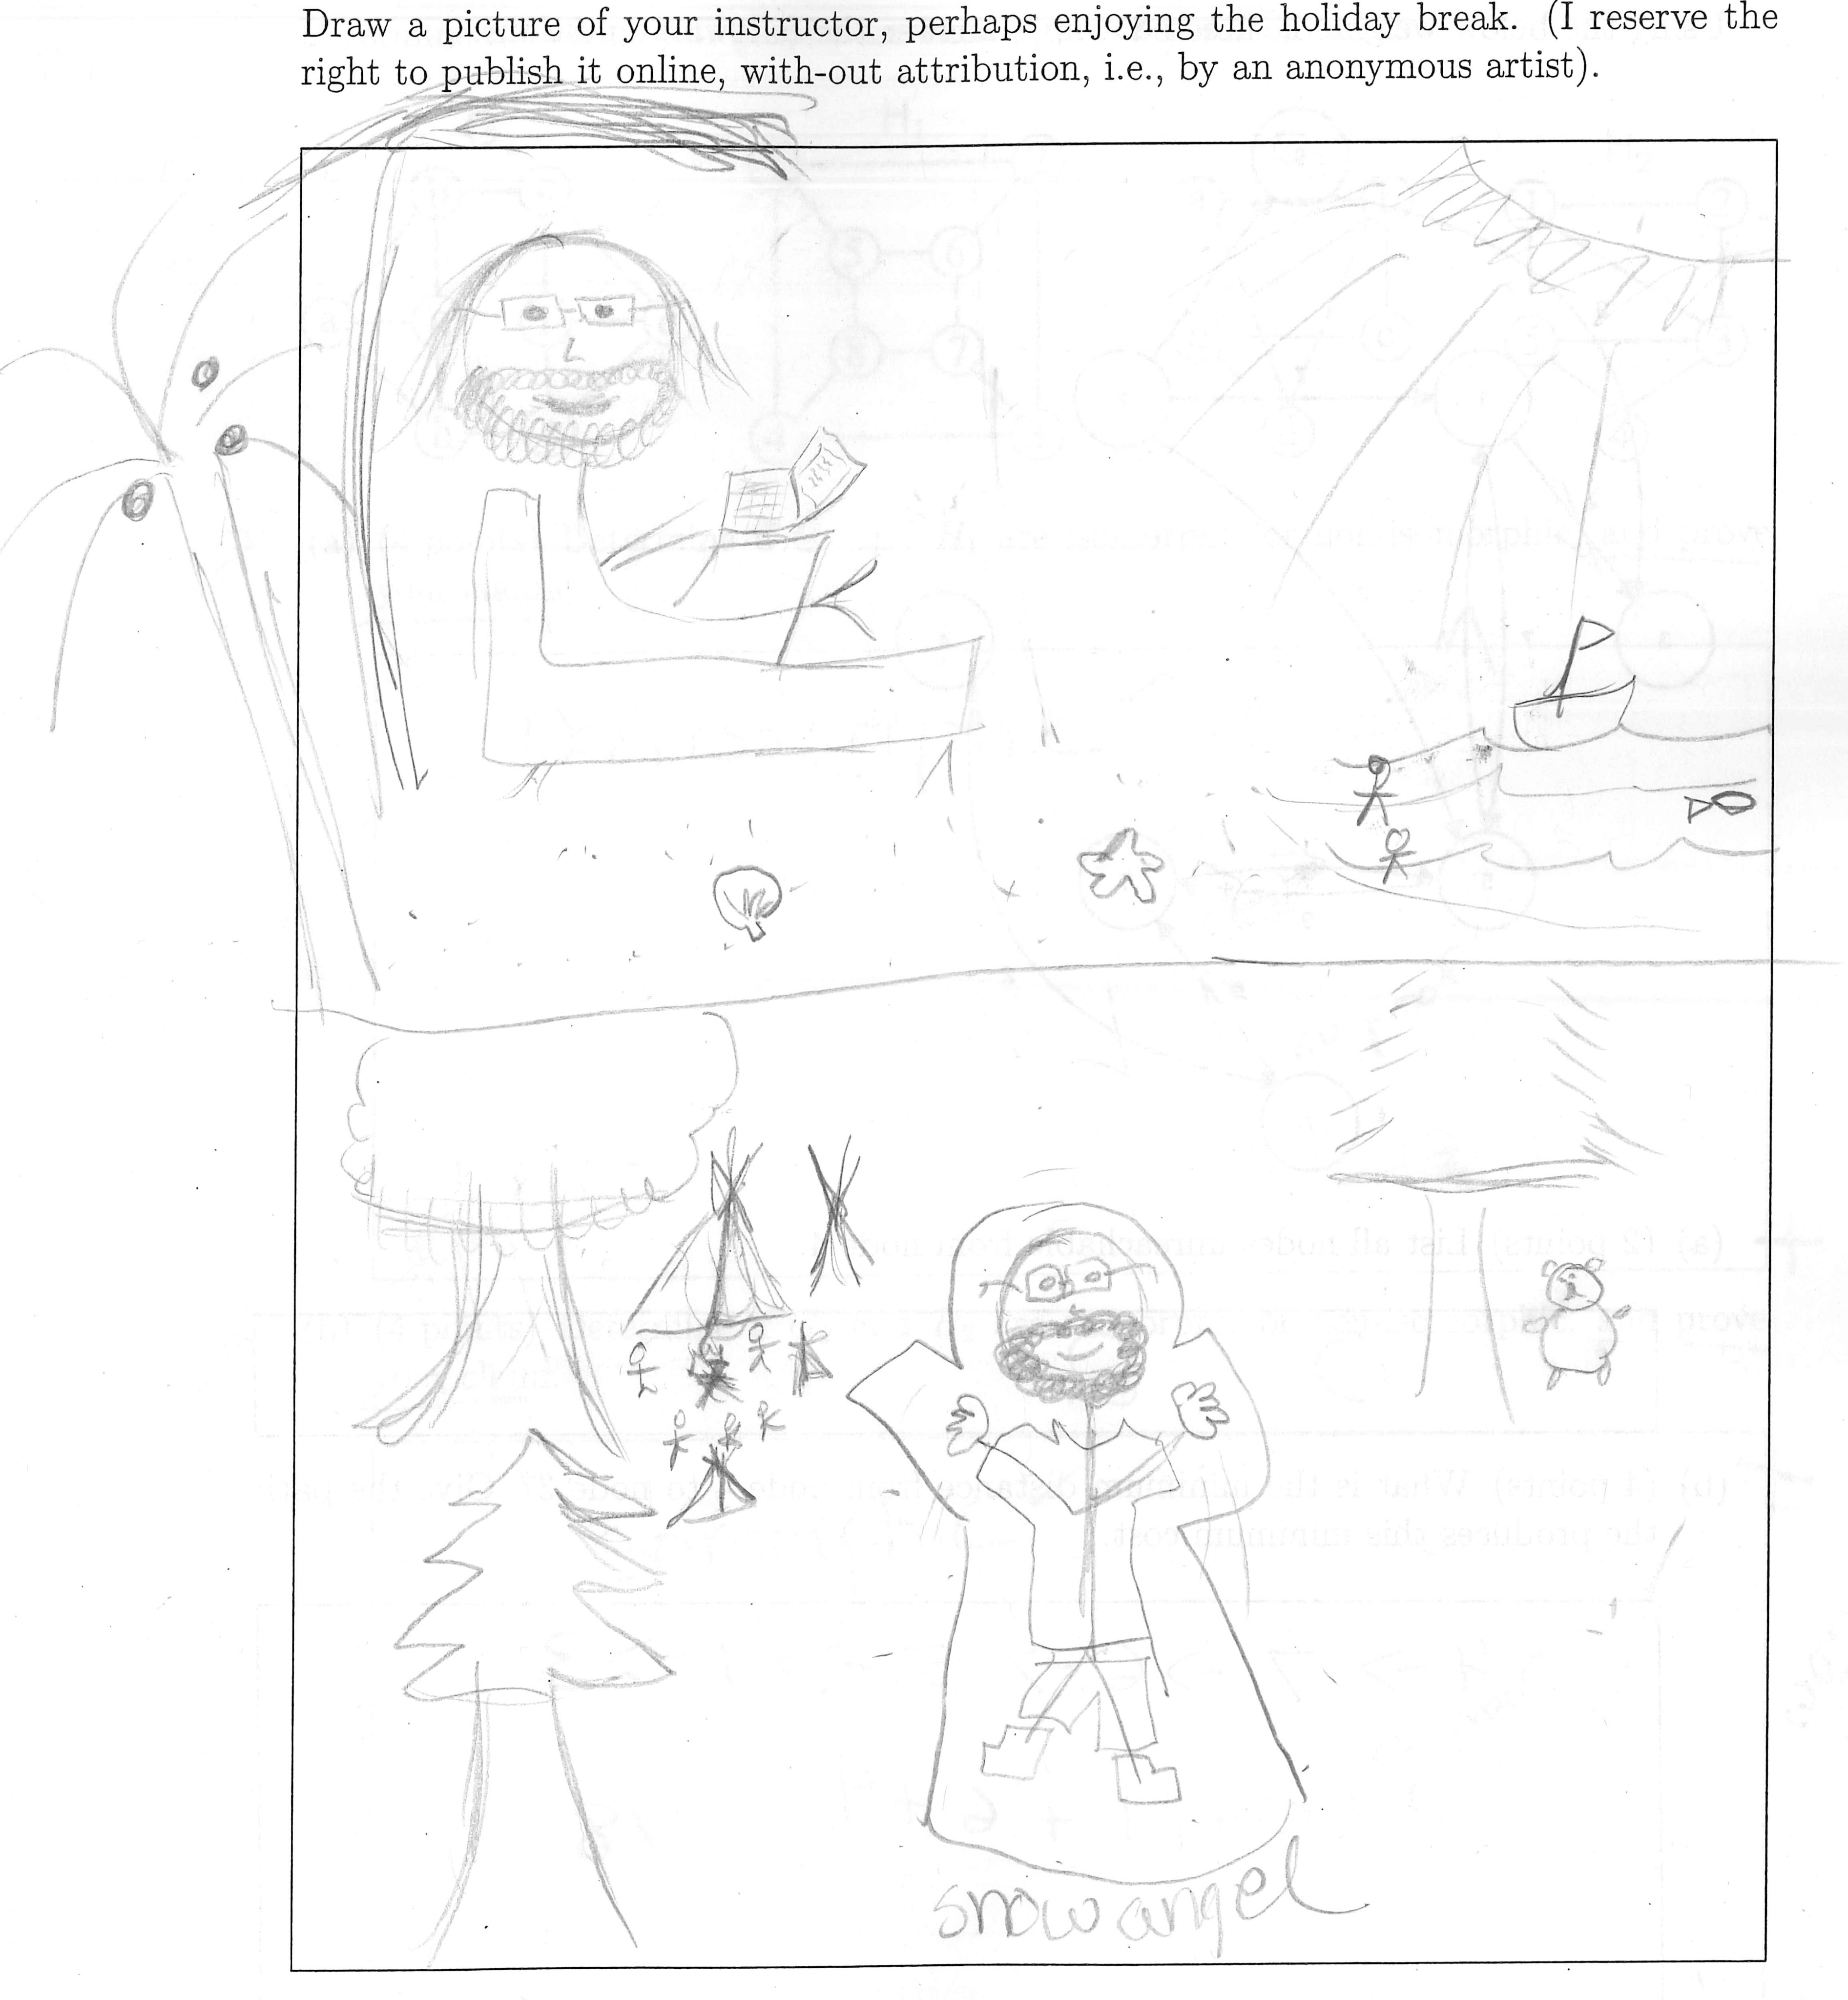 Draw a picture of your instructor, perhaps enjoying the holiday break. (I reserve the
right to publish it online, with-out attribution, i.e., by an anonymous artist).
snow angel